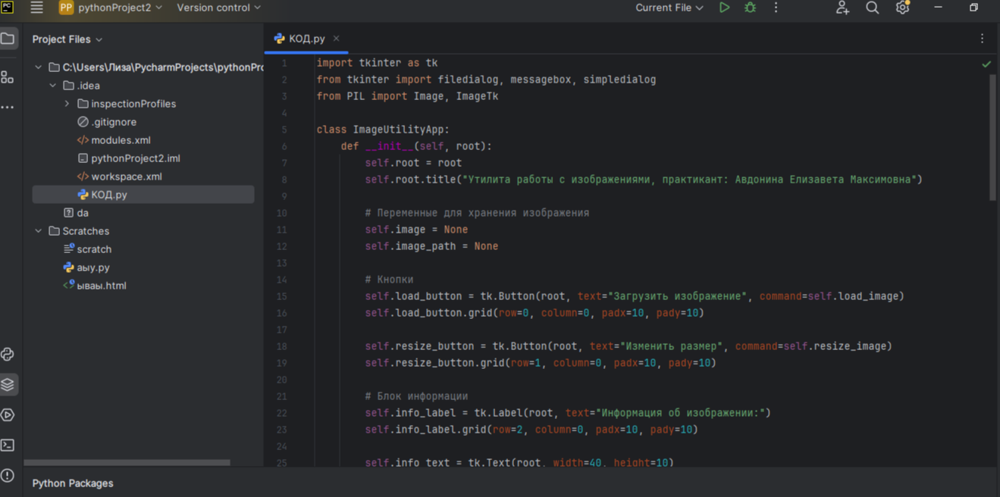 PC
PP pythonProject2 Version control Current File
Project Files
C:\Users\Лиза\PycharmProjects\pythonPro
.idea
inspectionProfiles
.gitignore
modules.xml
pythonProject2.iml
workspace.xml
КОД.py
da
Scratches
scratch
аыу.py
ываы.html
КОД.py
1 import tkinter as tk
2 from tkinter import filedialog, messagebox, simpledialog
3 from PIL import Image, ImageTk
4
5 class ImageUtilityApp:
6 def __init__(self, root):
7 self.root = root
8 self.root.title("Утилита работы с изображениями, практикант: Авдонина Елизавета Максимовна")
9
10 # Переменные для хранения изображения
11 self.image = None
12 self.image_path = None
13
14 # Кнопки
15 self.load_button = tk.Button(root, text="Загрузить изображение", command=self.load_image)
16 self.load_button.grid(row=0, column=0, padx=10, pady=10)
17
18 self.resize_button = tk.Button(root, text="Изменить размер", command=self.resize_image)
19 self.resize_button.grid(row=1, column=0, padx=10, pady=10)
20
21 # Блок информации
22 self.info_label = tk.Label(root, text="Информация об изображении:")
23 self.info_label.grid(row=2, column=0, padx=10, pady=10)
24
25 self.info_text = tk.Text(root, width=40, height=10)
Python Packages